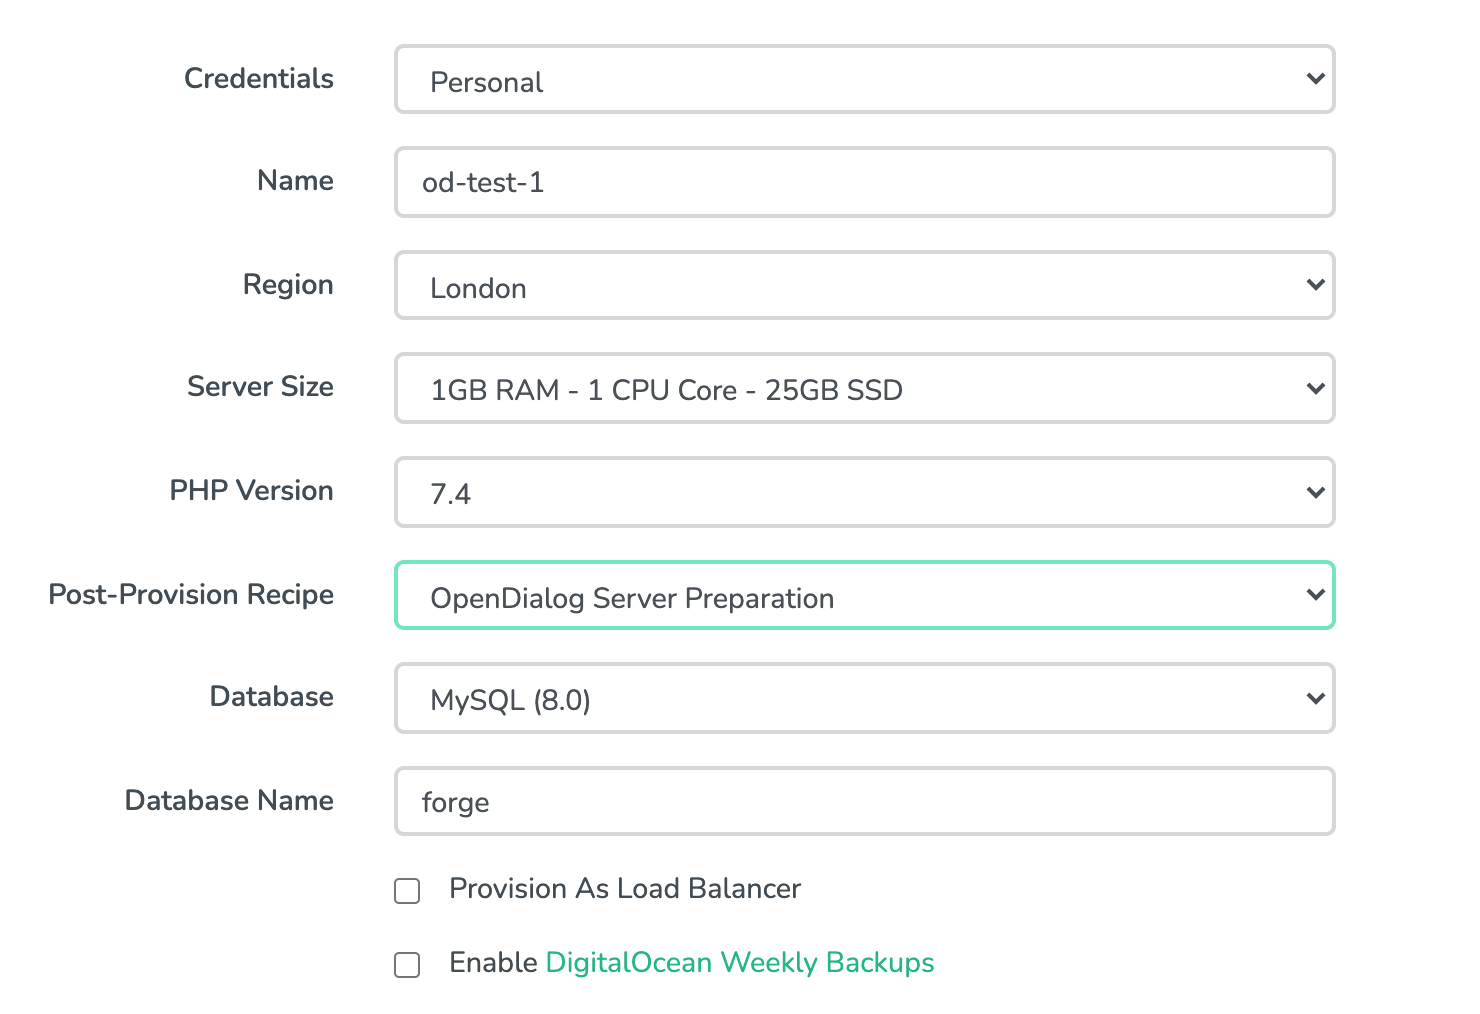 Credentials Personal
Name od-test-1
Region London
Server Size 1GB RAM - 1 CPU Core - 25GB SSD
PHP Version 7.4
Post-Provision Recipe OpenDialog Server Preparation
Database MySQL (8.0)
Database Name forge
Provision As Load Balancer
Enable DigitalOcean Weekly Backups